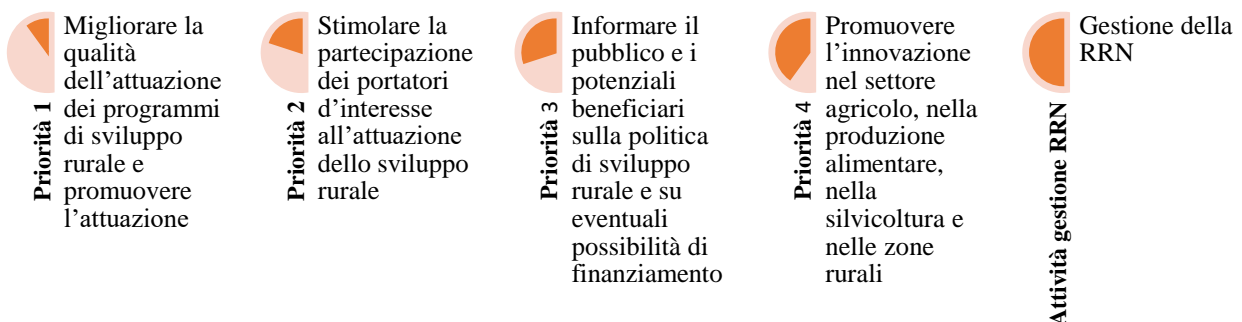 Priorità 1
Migliorare la
qualità
dell’attuazione
dei programmi
di sviluppo
rurale e
promuovere
l’attuazione
Priorità 2
Stimolare la
partecipazione
dei portatori
d’interesse
all’attuazione
dello sviluppo
rurale
Priorità 3
Informare il
pubblico e i
potenziali
beneficiari
sulla politica
di sviluppo
rurale e su
eventuali
possibilità di
finanziamento
Priorità 4
Promuovere
l’innovazione
nel settore
agricolo, nella
produzione
alimentare,
nella
silvicoltura e
nelle zone
rurali
Attività gestione RRN
Gestione della
RRN